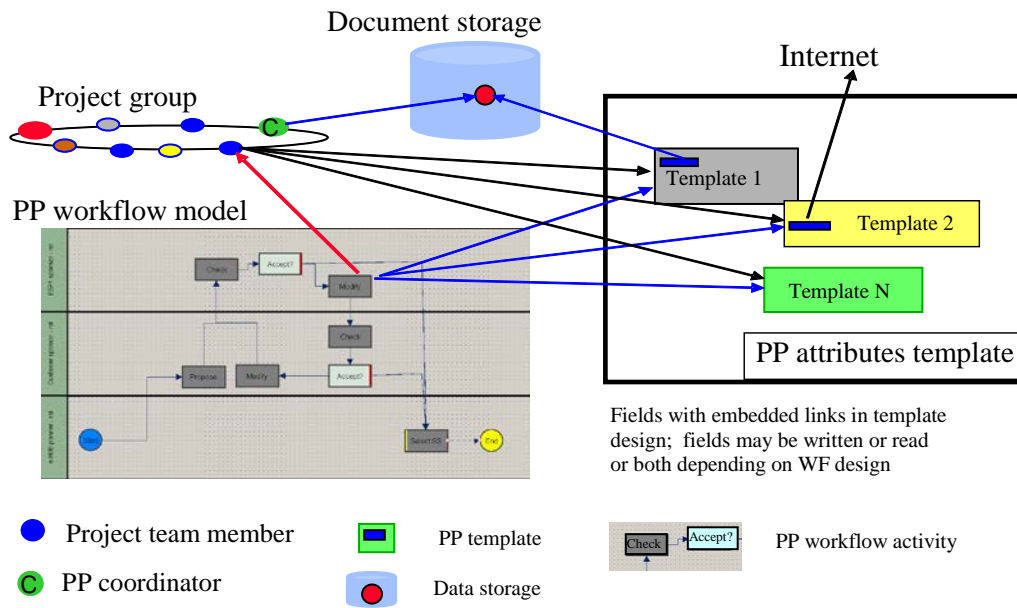 Document storage
Internet
Project group
C
Template 1
Template 2
Template N
PP attributes template
PP workflow model
Check
Accept?
Modify
Check
Propose
Modify
Accept?
Start
Select SS
End
Fields with embedded links in template
design; fields may be written or read
or both depending on WF design
Project team member
PP template
Check
Accept?
PP workflow activity
C
PP coordinator
Data storage